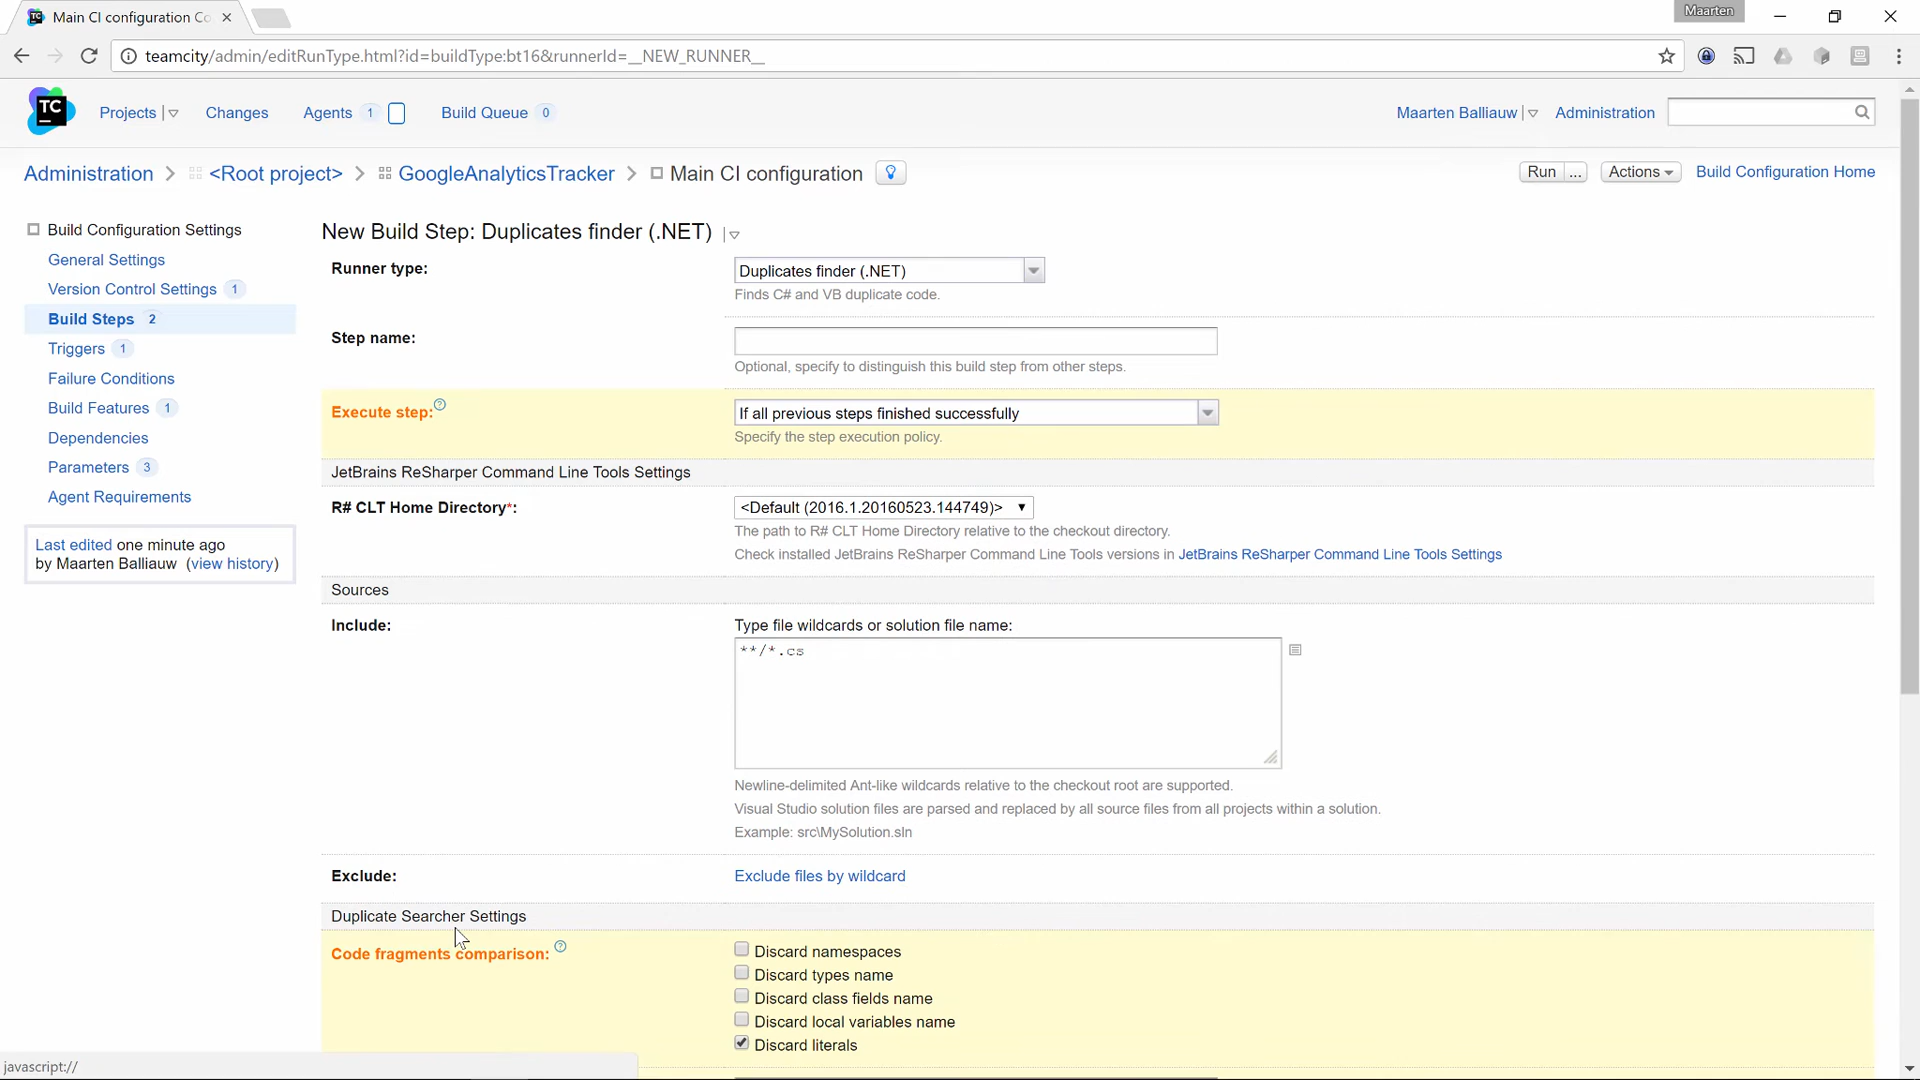 Main CI configuration Co
Maarten
teamcity/admin/editRunType.html?id=buildType:bt16&runnerId=__NEW_RUNNER__
TC
Projects
Changes
Agents 1
Build Queue 0
Maarten Balliauw
Administration
Administration
<Root project>
GoogleAnalyticsTracker
Main CI configuration
Run ...
Actions
Build Configuration Home
Build Configuration Settings
General Settings
Version Control Settings 1
Build Steps 2
Triggers 1
Failure Conditions
Build Features 1
Dependencies
Parameters 3
Agent Requirements
Last edited one minute ago
by Maarten Balliauw (view history)
New Build Step: Duplicates finder (.NET)
Runner type:
Duplicates finder (.NET)
Finds C# and VB duplicate code.
Step name:
Optional, specify to distinguish this build step from other steps.
Execute step: ?
If all previous steps finished successfully
Specify the step execution policy.
JetBrains ReSharper Command Line Tools Settings
R# CLT Home Directory*:
<Default (2016.1.20160523.144749)>
The path to R# CLT Home Directory relative to the checkout directory.
Check installed JetBrains ReSharper Command Line Tools versions in JetBrains ReSharper Command Line Tools Settings
Sources
Include:
Type file wildcards or solution file name:
**/*.cs
Newline-delimited Ant-like wildcards relative to the checkout root are supported.
Visual Studio solution files are parsed and replaced by all source files from all projects within a solution.
Example: src\MySolution.sln
Exclude:
Exclude files by wildcard
Duplicate Searcher Settings
Code fragments comparison: ?
Discard namespaces
Discard types name
Discard class fields name
Discard local variables name
Discard literals
javascript://